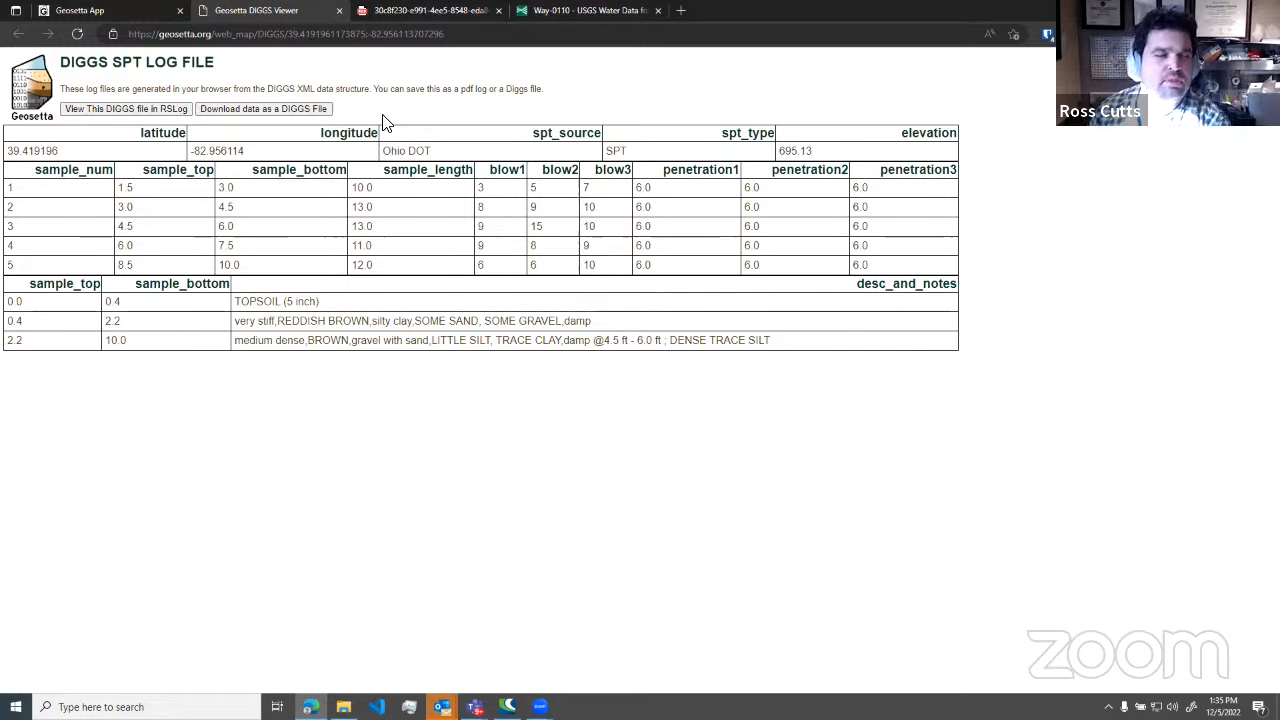 Geosetta App
Geosetta DIGGS Viewer
30c8f230-e991-4ee5-8548-eda8
Way-0110 - USGS Water Data fo
https://geosetta.org/web_map/DIGGS/39.4191961173875;-82.956113707295
DIGGS SPT LOG FILE
These log files are generated in your browser from the DIGGS XML data structure. You can save this as a pdf log or a Diggs file.
View This DIGGS file in RSLog Download data as a DIGGS File
Geosetta
latitude longitude spt_source spt_type elevation
39.419196 -82.956114 Ohio DOT SPT 695.13
sample_num sample_top sample_bottom sample_length blow1 blow2 blow3 penetration1 penetration2 penetration3
1 1.5 3.0 10.0 3 5 7 6.0 6.0 6.0
2 3.0 4.5 13.0 8 9 10 6.0 6.0 6.0
3 4.5 6.0 13.0 9 15 10 6.0 6.0 6.0
4 6.0 7.5 11.0 9 8 9 6.0 6.0 6.0
5 8.5 10.0 12.0 6 6 10 6.0 6.0 6.0
sample_top sample_bottom desc_and_notes
0.0 0.4 TOPSOIL (5 inch)
0.4 2.2 very stiff,REDDISH BROWN,silty clay,SOME SAND, SOME GRAVEL,damp
2.2 10.0 medium dense,BROWN,gravel with sand,LITTLE SILT, TRACE CLAY,damp @4.5 ft - 6.0 ft ; DENSE TRACE SILT
Ross Cutts
zoom
Type here to search
1:35 PM
12/5/2022